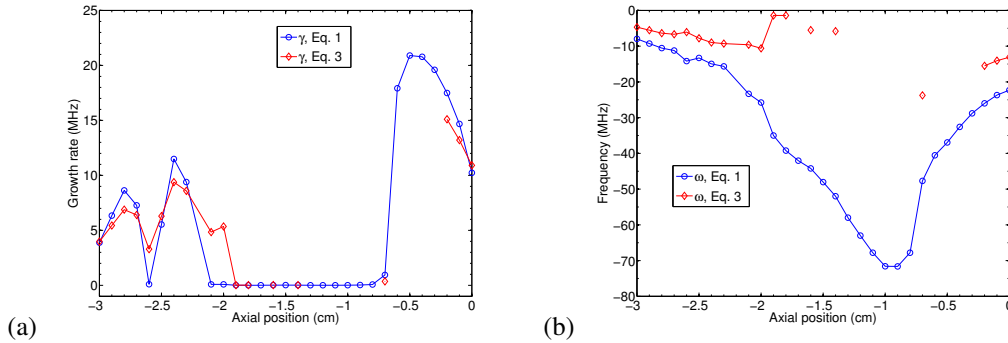 25
20
15
10
5
0
Growth rate (MHz)
γ, Eq. 1
γ, Eq. 3
−3 −2.5 −2 −1.5 −1 −0.5 0
Axial position (cm)
(a)
0
−10
−20
−30
−40
−50
−60
−70
−80
Frequency (MHz)
ω, Eq. 1
ω, Eq. 3
−3 −2.5 −2 −1.5 −1 −0.5 0
Axial position (cm)
(b)